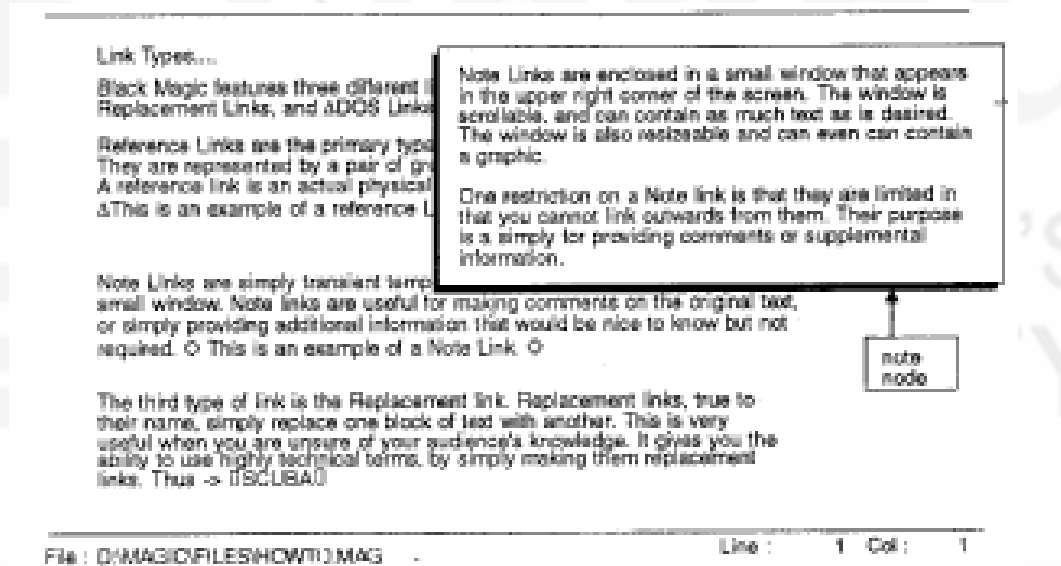 Link Types...
Black Magic features three different l
Replacement Links, and ΔDOS Links
Reference Links are the primary type
They are represented by a pair of gr
A reference link is an actual physical
ΔThis is an example of a reference L
Note Links are enclosed in a small window that appears
in the upper right corner of the screen. The window is
scrollable, and can contain as much text as is desired.
The window is also resizeable and can even can contain
a graphic.
One restriction on a Note link is that they are limited in
that you cannot link outwards from them. Their purpose
is a simply for providing comments or supplemental
information.
Note Links are simply transient temp
small window. Note links are useful for making comments on the original text,
or simply providing additional information that would be nice to know but not
required. ◇ This is an example of a Note Link ◇
note
node
The third type of link is the Replacement link. Replacement links, true to
their name, simply replace one block of text with another. This is very
useful when you are unsure of your audience's knowledge. It gives you the
ability to use highly technical terms, by simply making them replacement
links. Thus -> ▯SCUBA▯
File : D:\MAGIC\FILES\ Line : 1 Col : 1